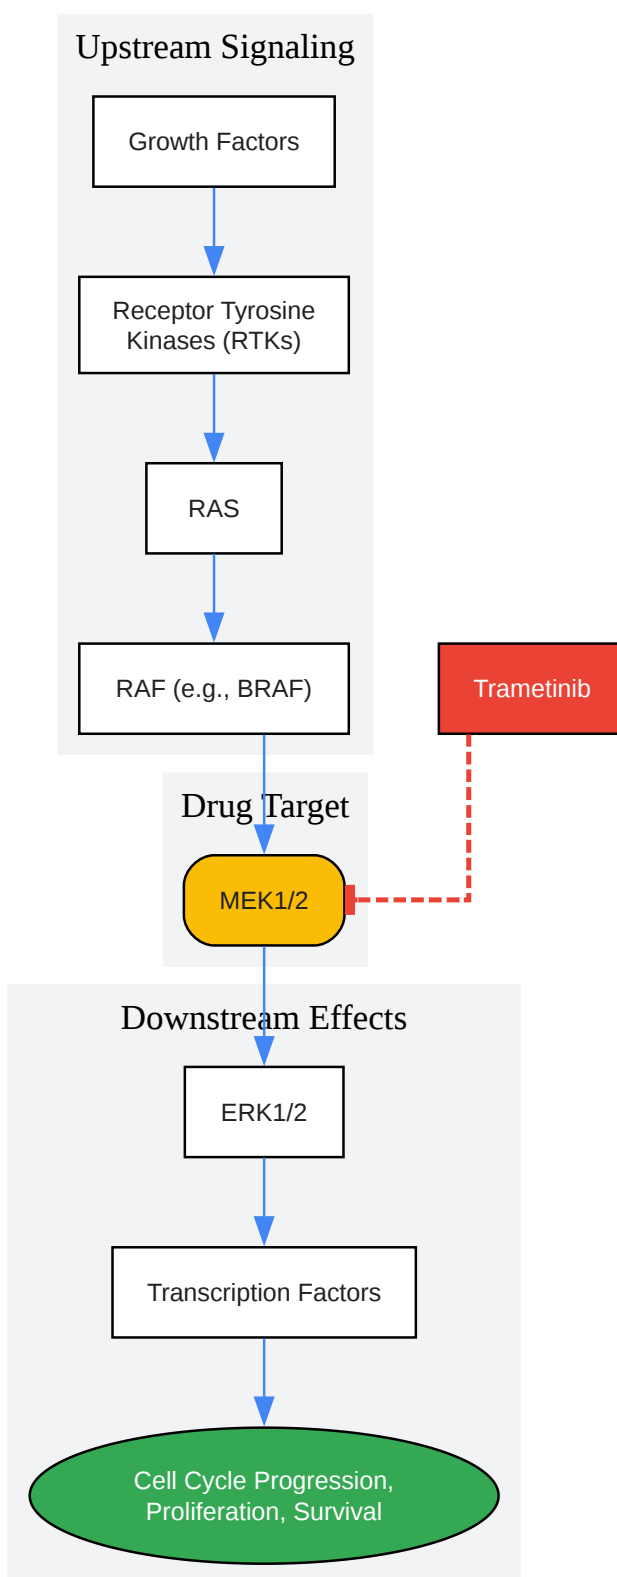 Upstream Signaling
Growth Factors
Receptor Tyrosine
Kinases (RTKs)
RAS
RAF (e.g., BRAF)
Trametinib
Drug Target
MEK1/2
Downstream Effects
ERK1/2
Transcription Factors
Cell Cycle Progression,
Proliferation, Survival